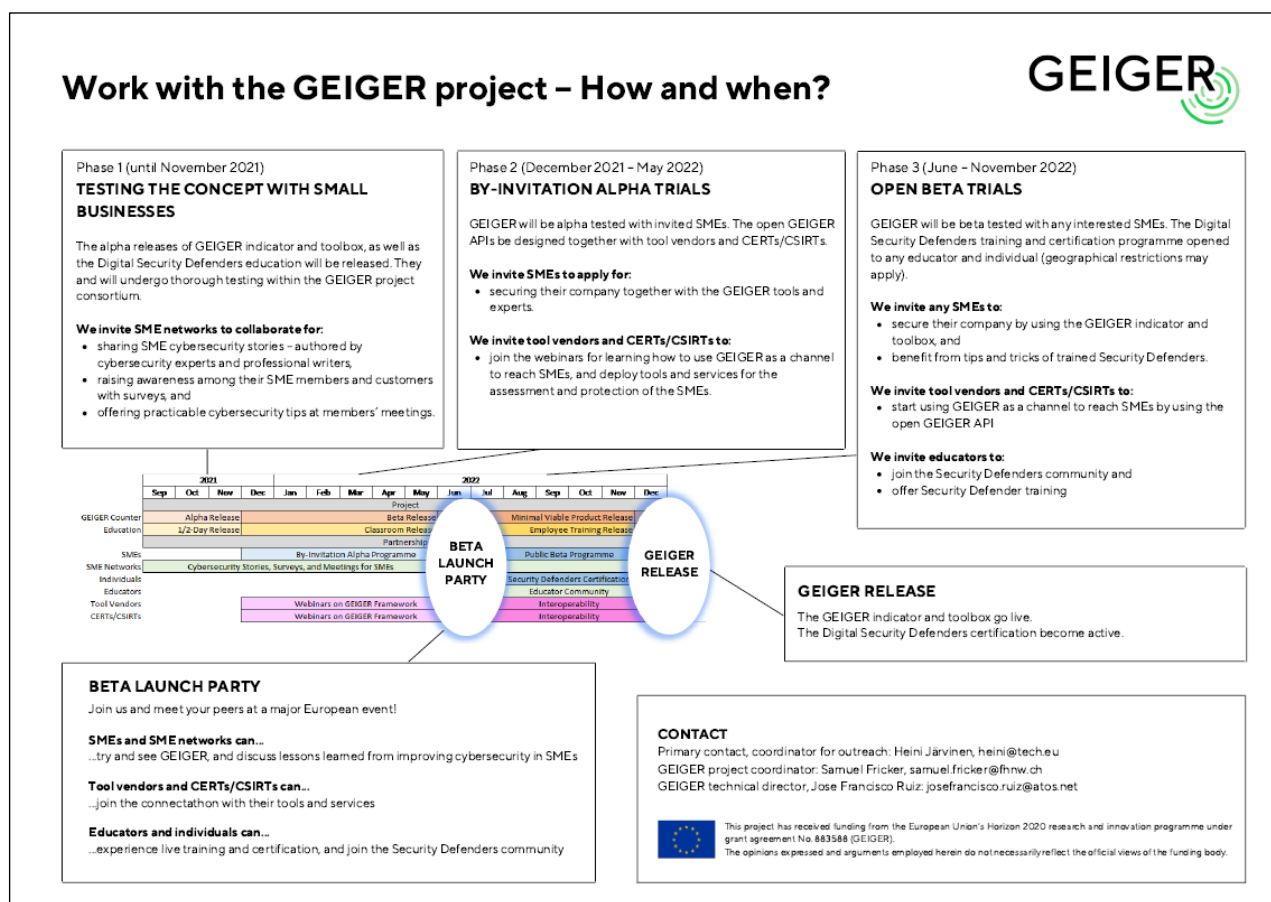 Work with the GEIGER project – How and when?
GEIGER
Phase 1 (until November 2021)
TESTING THE CONCEPT WITH SMALL
BUSINESSES
The alpha releases of GEIGER indicator and toolbox, as well as
the Digital Security Defenders education will be released. They
and will undergo thorough testing within the GEIGER project
consortium.
We invite SME networks to collaborate for:
• sharing SME cybersecurity stories – authored by
cybersecurity experts and professional writers,
• raising awareness among their SME members and customers
with surveys, and
• offering practicable cybersecurity tips at members' meetings.
Phase 2 (December 2021 – May 2022)
BY-INVITATION ALPHA TRIALS
GEIGER will be alpha tested with invited SMEs. The open GEIGER
APIs be designed together with tool vendors and CERTs/CSIRTs.
We invite SMEs to apply for:
• securing their company together with the GEIGER tools and
experts.
We invite tool vendors and CERTs/CSIRTs to:
• join the webinars for learning how to use GEIGER as a channel
to reach SMEs, and deploy tools and services for the
assessment and protection of the SMEs.
Phase 3 (June – November 2022)
OPEN BETA TRIALS
GEIGER will be beta tested with any interested SMEs. The Digital
Security Defenders training and certification programme opened
to any educator and individual (geographical restrictions may
apply).
We invite any SMEs to:
• secure their company by using the GEIGER indicator and
toolbox, and
• benefit from tips and tricks of trained Security Defenders.
We invite tool vendors and CERTs/CSIRTs to:
• start using GEIGER as a channel to reach SMEs by using the
open GEIGER API
We invite educators to:
• join the Security Defenders community and
• offer Security Defender training
2021 2022
Sep Oct Nov Dec Jan Feb Mar Apr May Jun Jul Aug Sep Oct Nov Dec
Project
GEIGER Counter Alpha Release Beta Release Minimal Viable Product Release
Education 1/2-Day Release Classroom Release Employee Training Release
Partnership
SMEs By-Invitation Alpha Programme Public Beta Programme
SME Networks Cybersecurity Stories, Surveys, and Meetings for SMEs
Individuals Security Defenders Certification
Educators Educator Community
Tool Vendors Webinars on GEIGER Framework Interoperability
CERTs/CSIRTs Webinars on GEIGER Framework Interoperability
BETA
LAUNCH
PARTY
GEIGER
RELEASE
GEIGER RELEASE
The GEIGER indicator and toolbox go live.
The Digital Security Defenders certification become active.
BETA LAUNCH PARTY
Join us and meet your peers at a major European event!
SMEs and SME networks can...
...try and see GEIGER, and discuss lessons learned from improving cybersecurity in SMEs
Tool vendors and CERTs/CSIRTs can...
...join the connectathon with their tools and services
Educators and individuals can...
...experience live training and certification, and join the Security Defenders community
CONTACT
Primary contact, coordinator for outreach: Heini Järvinen, heini@tech.eu
GEIGER project coordinator: Samuel Fricker, samuel.fricker@fhnw.ch
GEIGER technical director, Jose Francisco Ruiz: josefrancisco.ruiz@atos.net
This project has received funding from the European Union's Horizon 2020 research and innovation programme under
grant agreement No. 883588 (GEIGER).
The opinions expressed and arguments employed herein do not necessarily reflect the official views of the funding body.